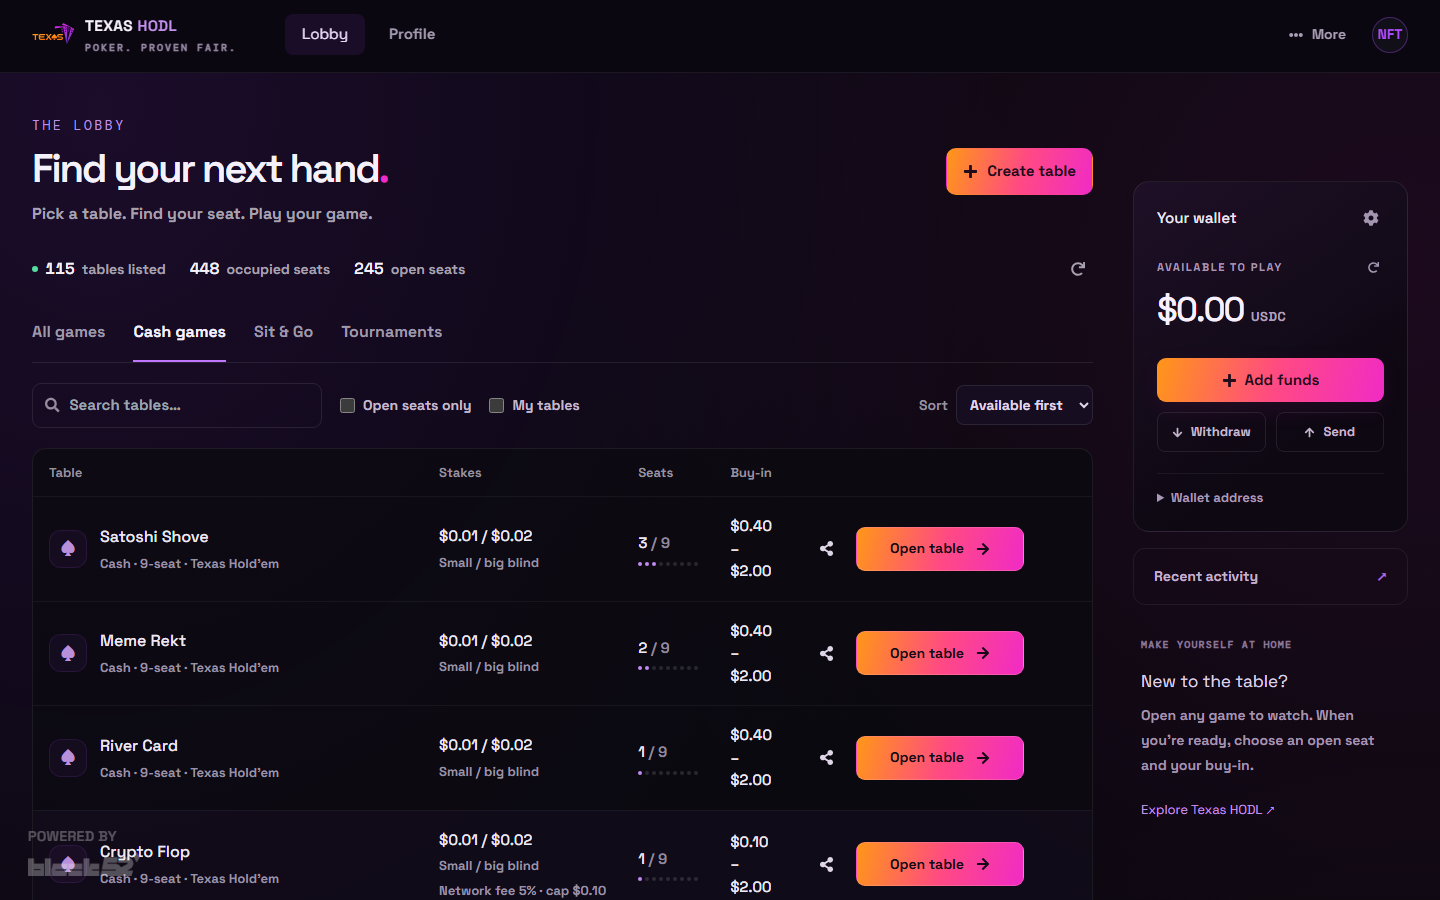 TEXAS
TEXAS HODL
POKER. PROVEN FAIR.
Lobby
Profile
More
NFT
THE LOBBY
Find your next hand.
Pick a table. Find your seat. Play your game.
Create table
115 tables listed
448 occupied seats
245 open seats
All games
Cash games
Sit & Go
Tournaments
Search tables...
Open seats only
My tables
Sort
Available first
Table
Stakes
Seats
Buy-in
Satoshi Shove
Cash · 9-seat · Texas Hold'em
$0.01 / $0.02
Small / big blind
3 / 9
$0.40
–
$2.00
Open table
Meme Rekt
Cash · 9-seat · Texas Hold'em
$0.01 / $0.02
Small / big blind
2 / 9
$0.40
–
$2.00
Open table
River Card
Cash · 9-seat · Texas Hold'em
$0.01 / $0.02
Small / big blind
1 / 9
$0.40
–
$2.00
Open table
Crypto Flop
Cash · 9-seat · Texas Hold'em
$0.01 / $0.02
Small / big blind
Network fee 5% · cap $0.10
1 / 9
$0.10
–
$2.00
Open table
POWERED BY
block52
Your wallet
AVAILABLE TO PLAY
$0.00 USDC
Add funds
Withdraw
Send
Wallet address
Recent activity
MAKE YOURSELF AT HOME
New to the table?
Open any game to watch. When
you're ready, choose an open seat
and your buy-in.
Explore Texas HODL ↗